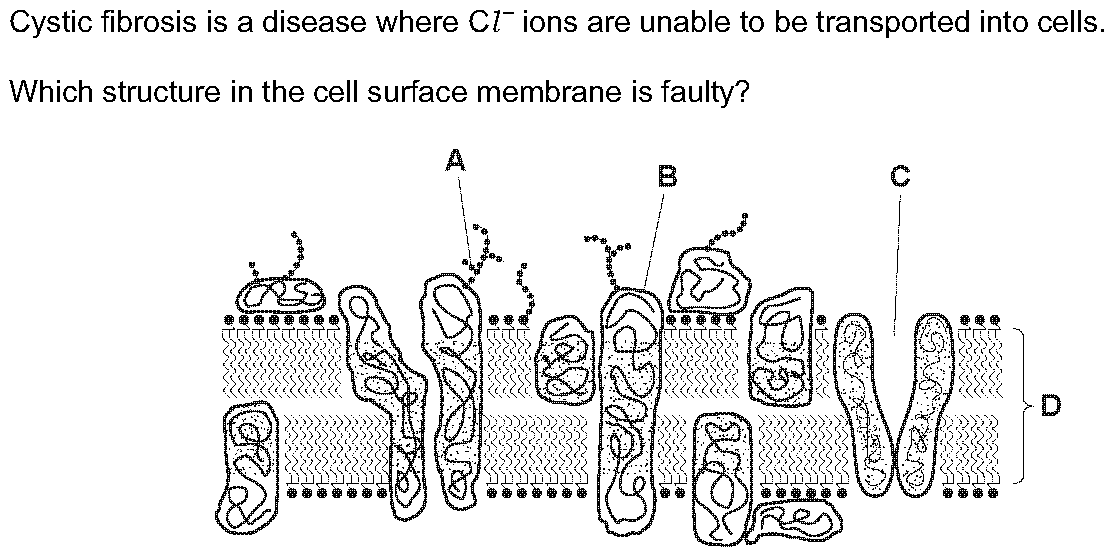 Cystic fibrosis is a disease where Cl⁻ ions are unable to be transported into cells.
Which structure in the cell surface membrane is faulty?
A
B
C
D